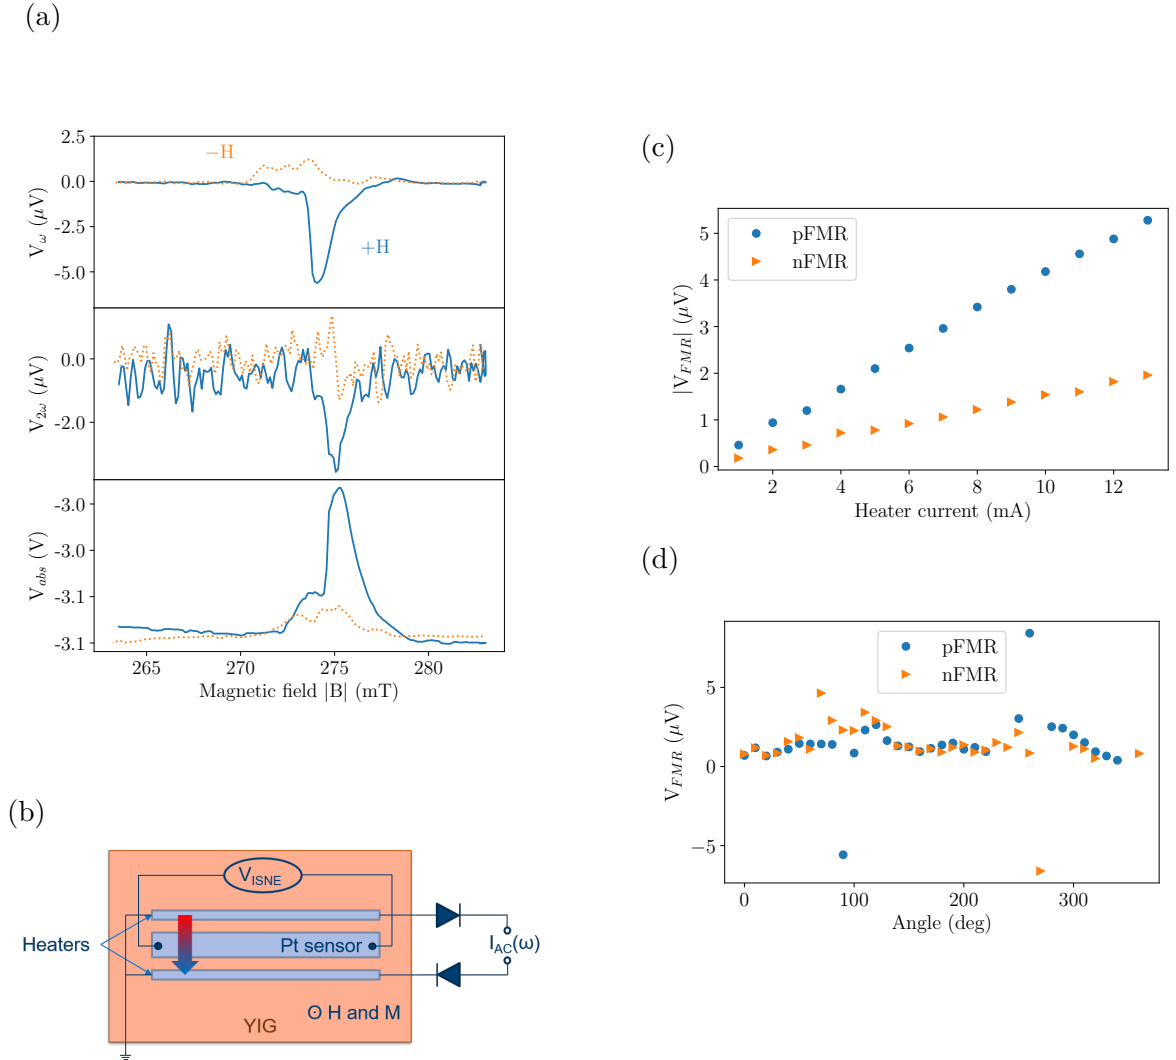 (a)
2.5
0.0
-2.5
-5.0
V_ω (μV)
−H
+H
0.0
-2.0
V_2ω (μV)
-3.0
-3.0
-3.1
-3.1
V_abs (V)
265 270 275 280
Magnetic field |B| (mT)
(b)
V_ISNE
Heaters
Pt sensor
I_AC(ω)
⊙ H and M
YIG
(c)
pFMR
nFMR
5
4
3
2
1
0
|V_FMR| (μV)
2 4 6 8 10 12
Heater current (mA)
(d)
pFMR
nFMR
5
0
−5
V_FMR (μV)
0 100 200 300
Angle (deg)